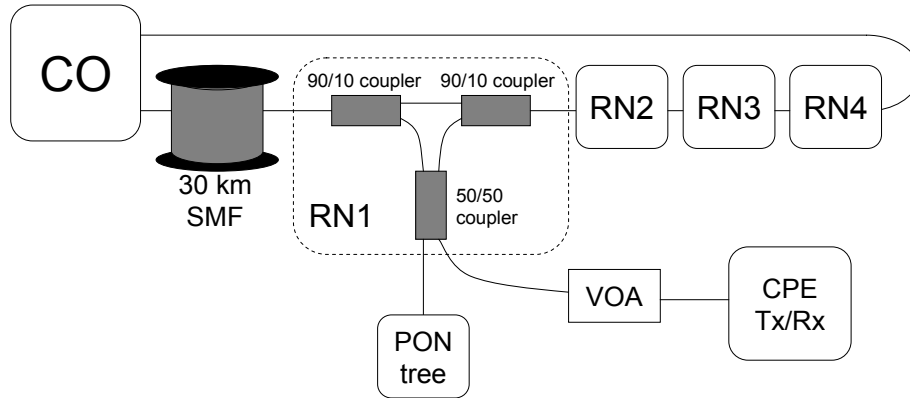 CO
30 km
SMF
90/10 coupler
90/10 coupler
RN1
50/50
coupler
RN2
RN3
RN4
PON
tree
VOA
CPE
Tx/Rx